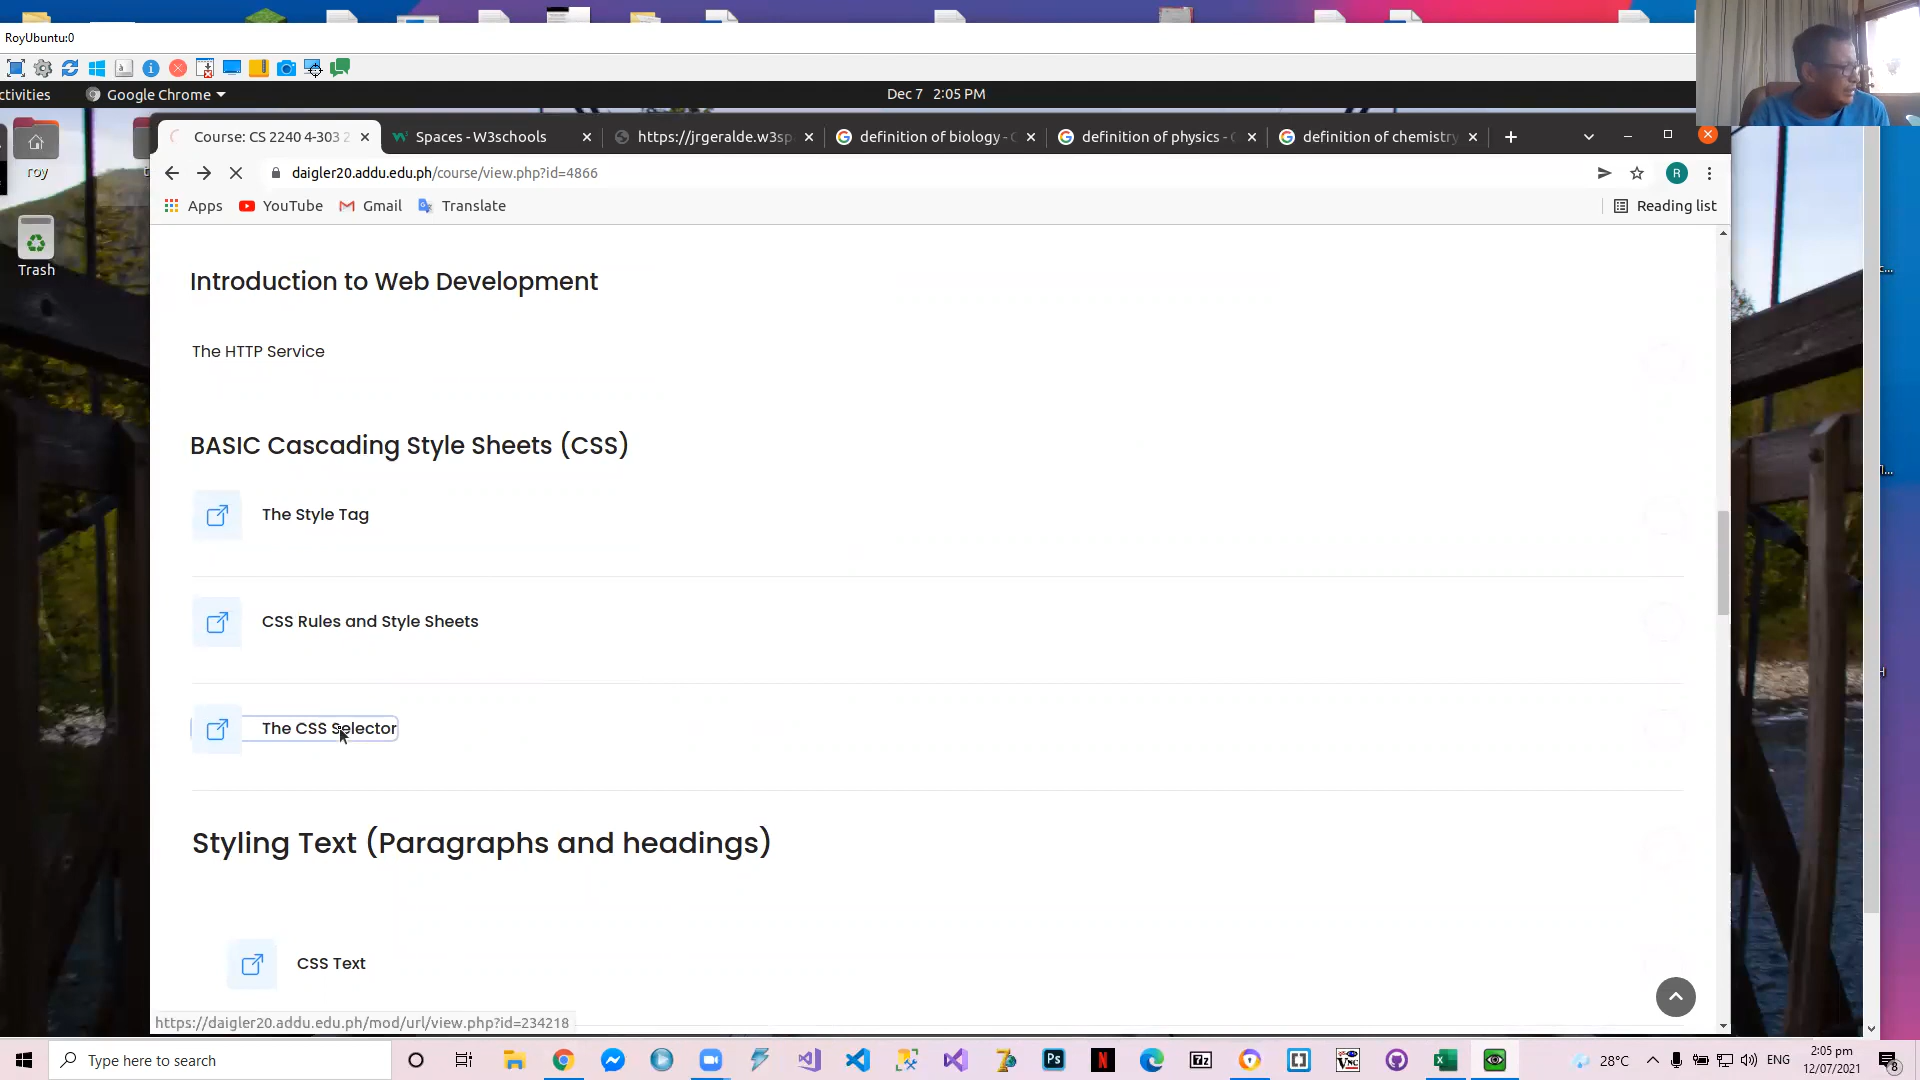 RoyUbuntu:0
ctivities
Google Chrome
Dec 7 2:05 PM
roy
Trash
Course: CS 2240 4-303 2
Spaces - W3schools
https://jrgeralde.w3sp
definition of biology -
definition of physics -
definition of chemistry
daigler20.addu.edu.ph/course/view.php?id=4866
R
Apps
YouTube
Gmail
Translate
Reading list
Introduction to Web Development
The HTTP Service
BASIC Cascading Style Sheets (CSS)
The Style Tag
CSS Rules and Style Sheets
The CSS Selector
Styling Text (Paragraphs and headings)
CSS Text
https://daigler20.addu.edu.ph/mod/url/view.php?id=234218
Type here to search
28°C
ENG
2:05 pm
12/07/2021
8